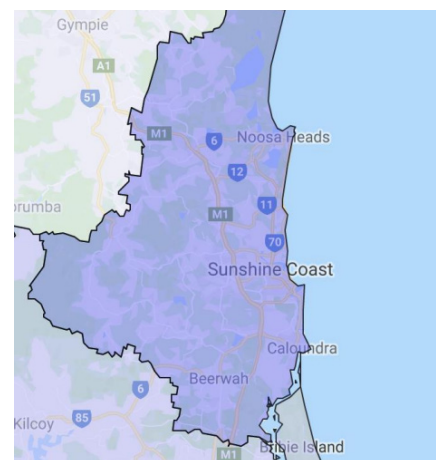 Gympie
A1
51
M1
6
Noosa Heads
12
orumba
11
M1
70
Sunshine Coast
Caloundra
Beerwah
6
85
Kilcoy
M1
Bribie Island